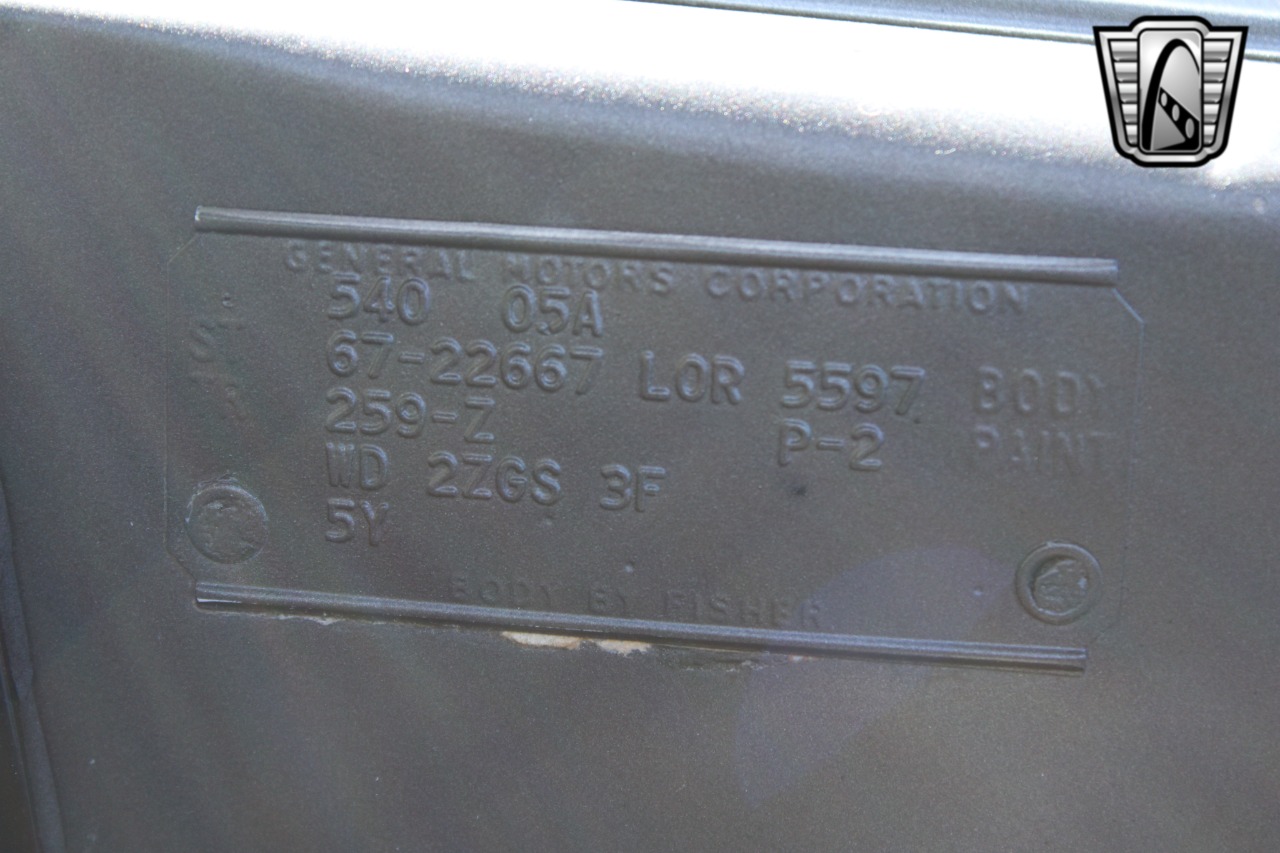 GENERAL MOTORS CORPORATION
540 05A
ST 67-22667 LOR 5597 BODY
259-Z P-2 PAINT
WD 2ZGS 3F
5Y
BODY BY FISHER